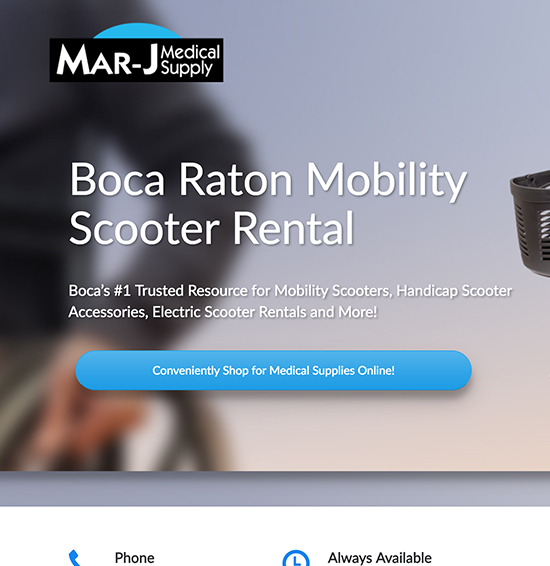 MAR-J Medical
Supply
Boca Raton Mobility
Scooter Rental
Boca's #1 Trusted Resource for Mobility Scooters, Handicap Scooter
Accessories, Electric Scooter Rentals and More!
Conveniently Shop for Medical Supplies Online!
Phone
Always Available